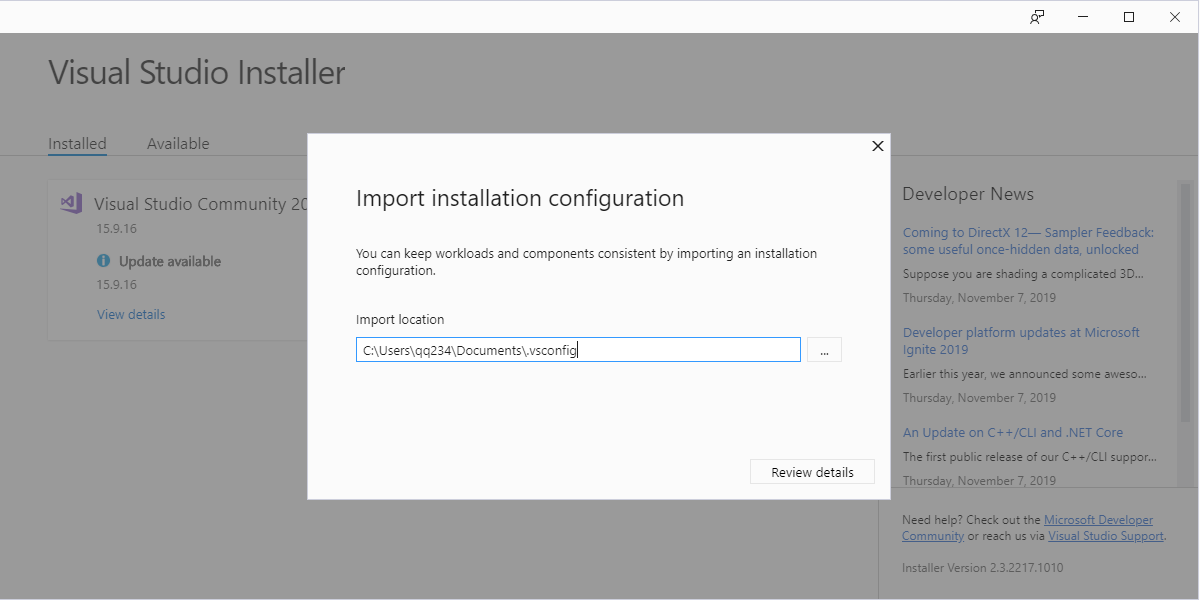 Visual Studio Installer
Installed
Available
Visual Studio Community 20
15.9.16
Update available
15.9.16
View details
Import installation configuration
You can keep workloads and components consistent by importing an installation
configuration.
Import location
C:\Users\qq234\Documents\.vsconfig
...
Review details
Developer News
Coming to DirectX 12— Sampler Feedback:
some useful once-hidden data, unlocked
Suppose you are shading a complicated 3D...
Thursday, November 7, 2019
Developer platform updates at Microsoft
Ignite 2019
Earlier this year, we announced some aweso...
Thursday, November 7, 2019
An Update on C++/CLI and .NET Core
The first public release of our C++/CLI suppor...
Thursday, November 7, 2019
Need help? Check out the Microsoft Developer
Community or reach us via Visual Studio Support.
Installer Version 2.3.2217.1010